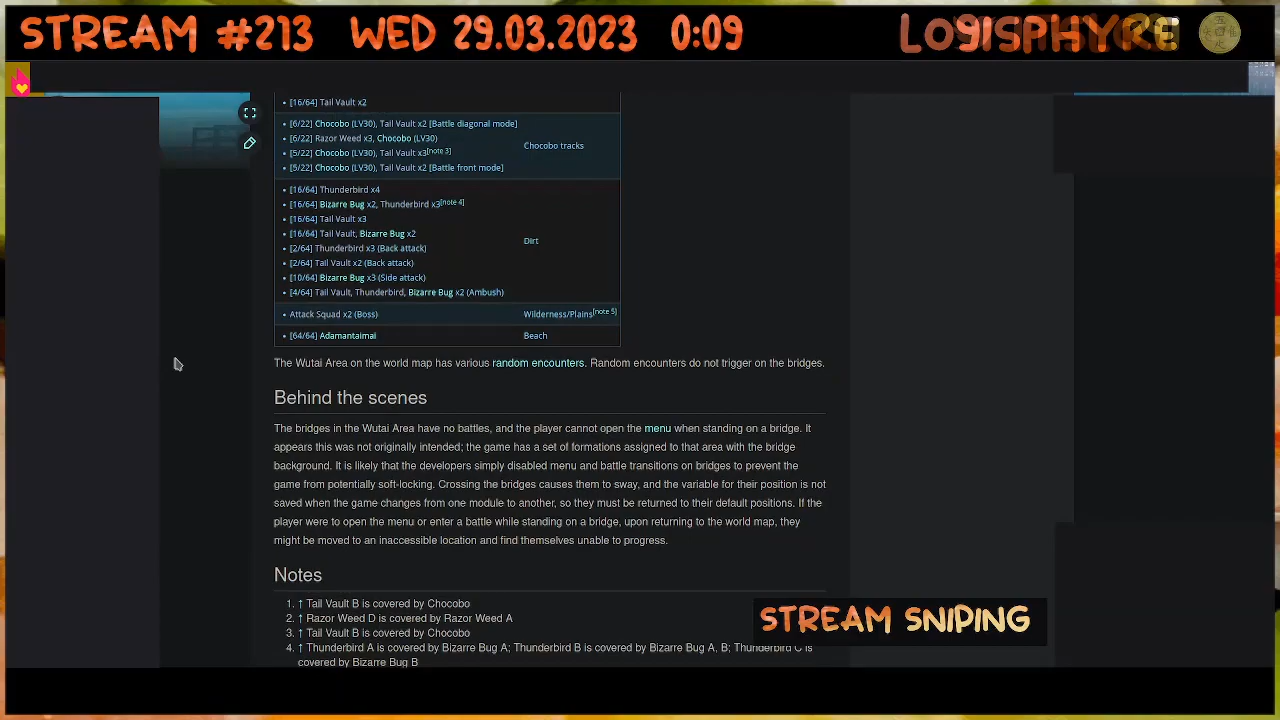 STREAM #213 WED 29.03.2023 0:09
[16/64] Tail Vault x2
[6/22] Chocobo (LV30), Tail Vault x2 [Battle diagonal mode]
[6/22] Razor Weed x3, Chocobo (LV30)
[5/22] Chocobo (LV30), Tail Vault x3[note 3]
[5/22] Chocobo (LV30), Tail Vault x2 [Battle front mode]
Chocobo tracks
[16/64] Thunderbird x4
[16/64] Bizarre Bug x2, Thunderbird x3[note 4]
[16/64] Tail Vault x3
[16/64] Tail Vault, Bizarre Bug x2
[2/64] Thunderbird x3 (Back attack)
[2/64] Tail Vault x2 (Back attack)
[10/64] Bizarre Bug x3 (Side attack)
[4/64] Tail Vault, Thunderbird, Bizarre Bug x2 (Ambush)
Dirt
Attack Squad x2 (Boss) Wilderness/Plains[note 5]
[64/64] Adamantaimai Beach
The Wutai Area on the world map has various random encounters. Random encounters do not trigger on the bridges.
Behind the scenes
The bridges in the Wutai Area have no battles, and the player cannot open the menu when standing on a bridge. It
appears this was not originally intended; the game has a set of formations assigned to that area with the bridge
background. It is likely that the developers simply disabled menu and battle transitions on bridges to prevent the
game from potentially soft-locking. Crossing the bridges causes them to sway, and the variable for their position is not
saved when the game changes from one module to another, so they must be returned to their default positions. If the
player were to open the menu or enter a battle while standing on a bridge, upon returning to the world map, they
might be moved to an inaccessible location and find themselves unable to progress.
Notes
1. ↑ Tail Vault B is covered by Chocobo
2. ↑ Razor Weed D is covered by Razor Weed A
3. ↑ Tail Vault B is covered by Chocobo
4. ↑ Thunderbird A is covered by Bizarre Bug A; Thunderbird B is covered by Bizarre Bug A, B; Thunderbird C is
covered by Bizarre Bug B
STREAM SNIPING